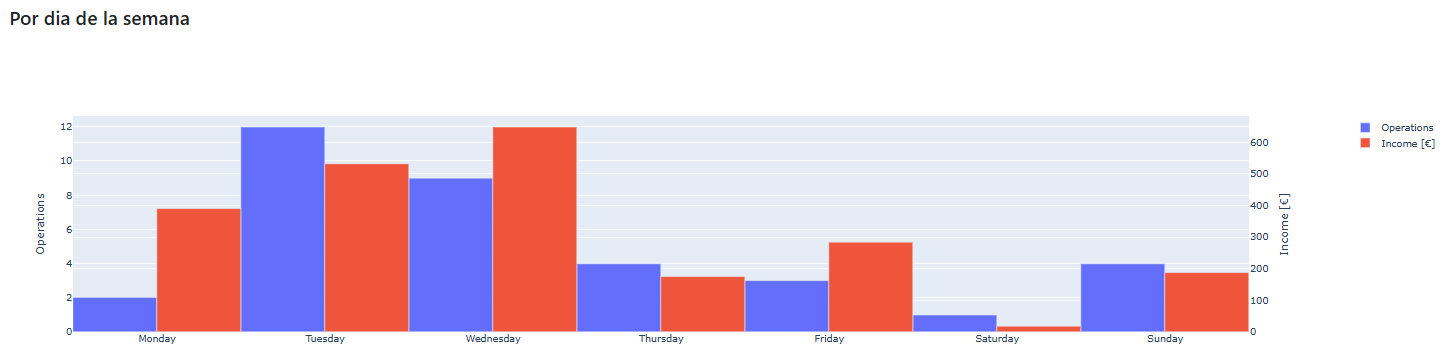 Por dia de la semana
Operations
Income [€]
12
10
8
6
4
2
0
Operations
600
500
400
300
200
100
0
Income [€]
Monday Tuesday Wednesday Thursday Friday Saturday Sunday